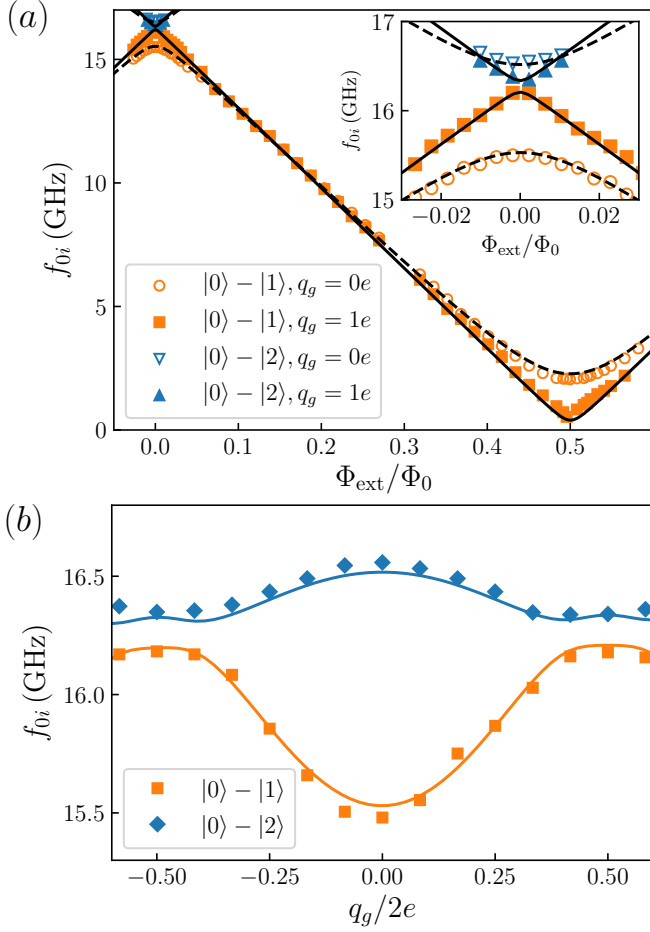 (a)
f0i (GHz)
15
10
5
0
0.0 0.1 0.2 0.3 0.4 0.5
Φext/Φ0
|0⟩ − |1⟩, qg = 0e
|0⟩ − |1⟩, qg = 1e
|0⟩ − |2⟩, qg = 0e
|0⟩ − |2⟩, qg = 1e
f0i (GHz)
17
16
15
−0.02 0.00 0.02
Φext/Φ0
(b)
f0i (GHz)
16.5
16.0
15.5
|0⟩ − |1⟩
|0⟩ − |2⟩
−0.50 −0.25 0.00 0.25 0.50
qg/2e